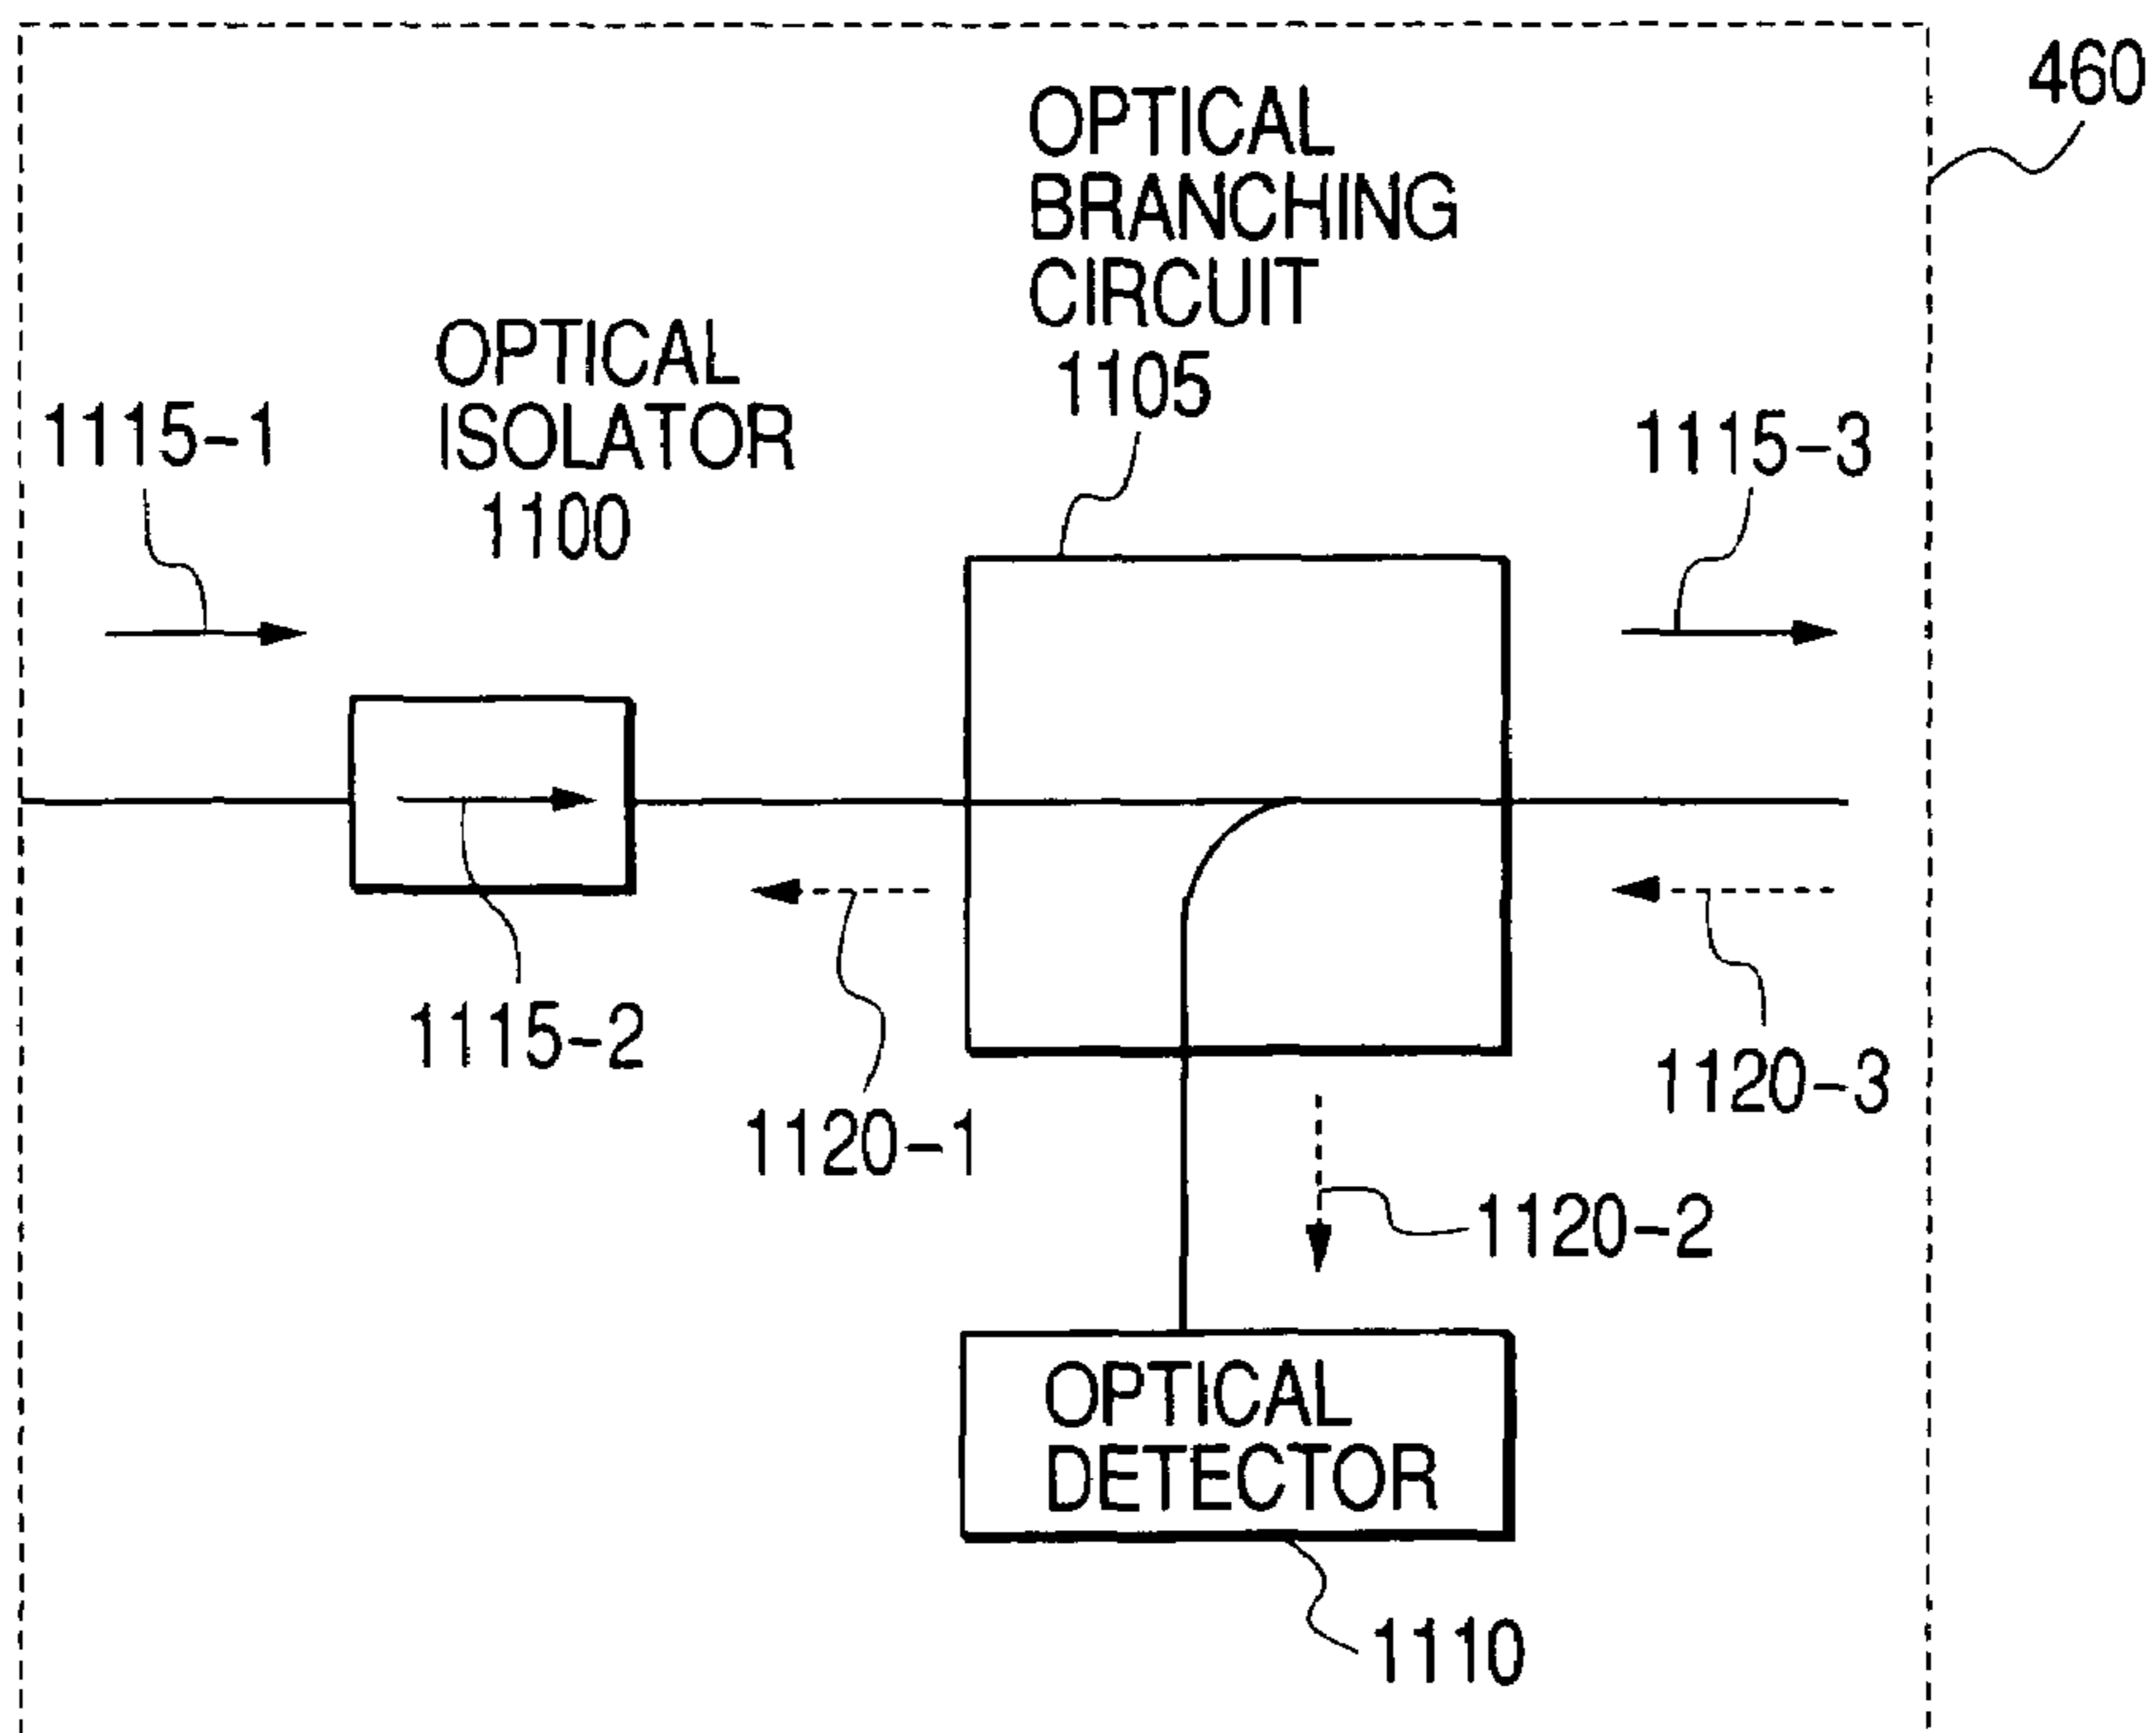 460
OPTICAL
BRANCHING
CIRCUIT
1105
OPTICAL
ISOLATOR
1100
1115-1
1115-3
1115-2
1120-1
1120-3
1120-2
OPTICAL
DETECTOR
1110